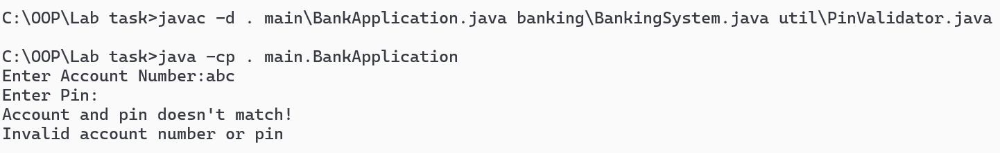 C:\OOP\Lab task>javac -d . main\BankApplication.java banking\BankingSystem.java util\PinValidator.java
C:\OOP\Lab task>java -cp . main.BankApplication
Enter Account Number:abc
Enter Pin:
Account and pin doesn't match!
Invalid account number or pin